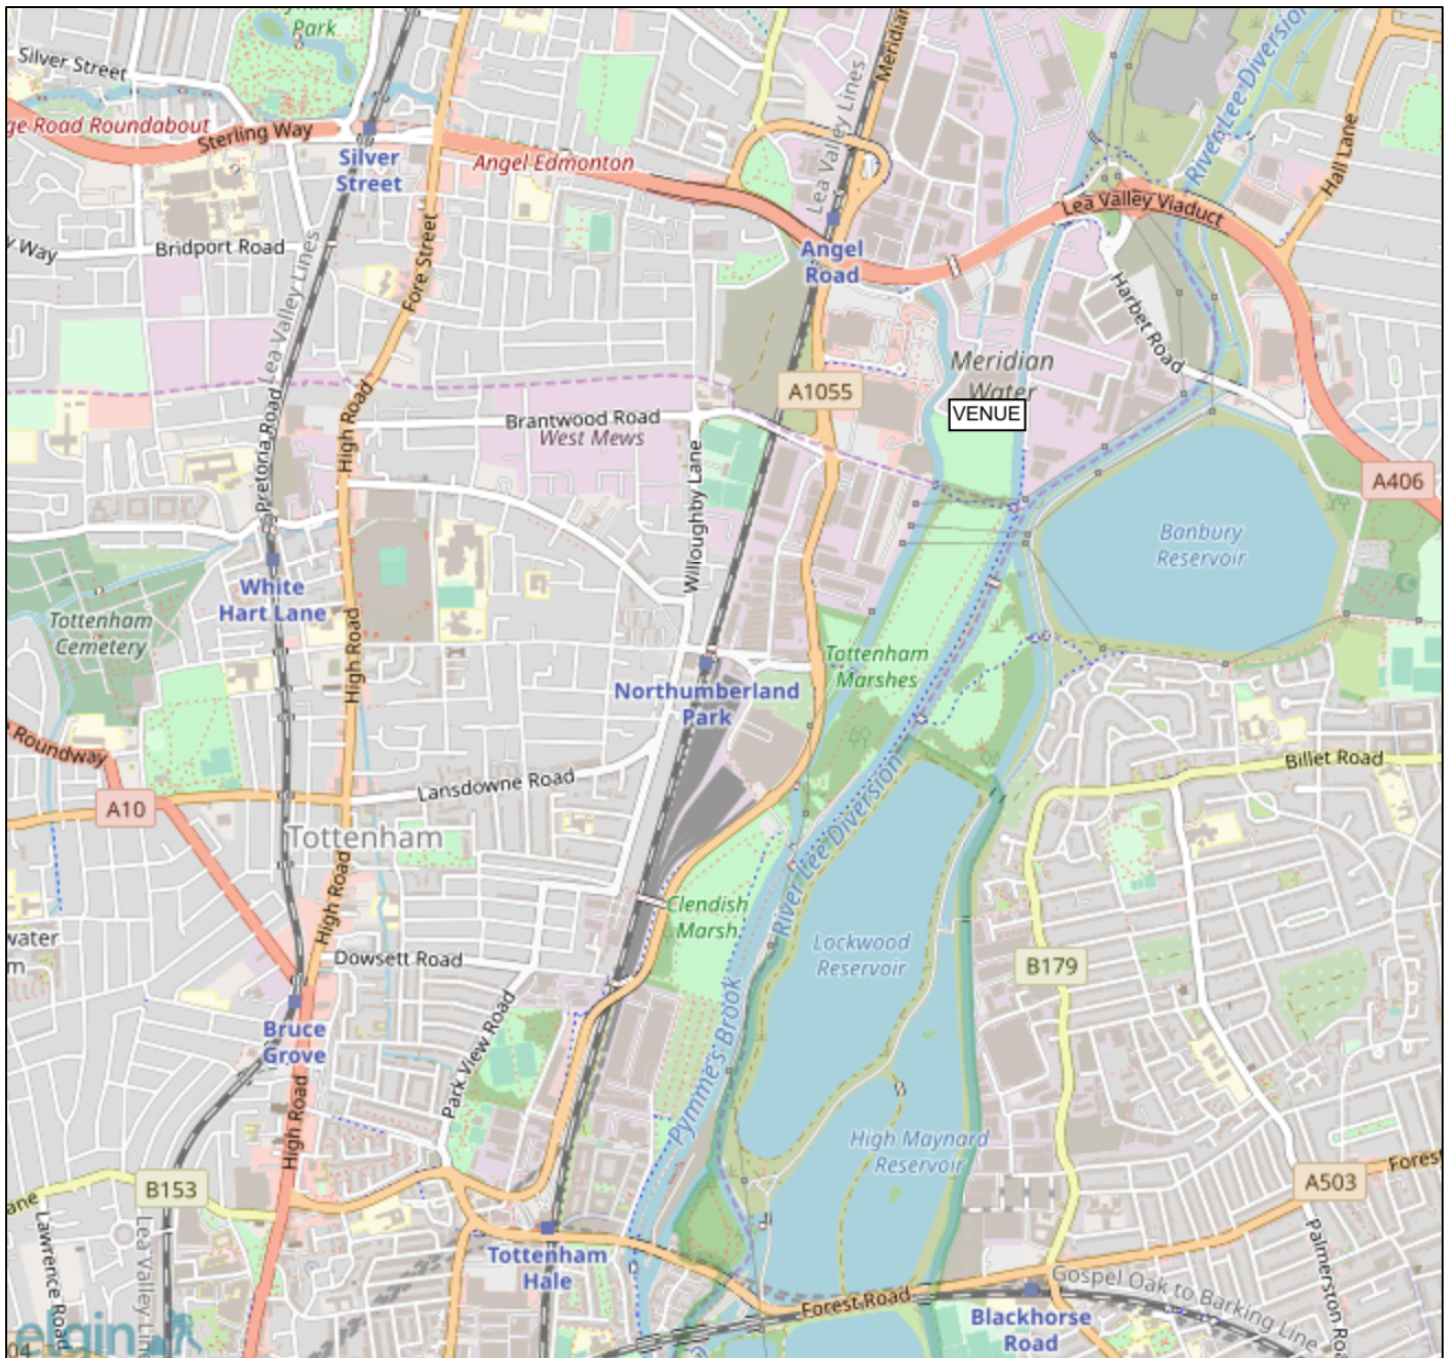 Park
Silver Street
ge Road Roundabout
Sterling Way
Silver
Street
Angel Edmonton
Lea Valley Lines
Meridian
River Lee Diversion
Hall Lane
Lea Valley Viaduct
y Way
Bridport Road
Fore Street
Angel
Road
Lea Valley Lines
Harbet Road
Meridian
Water
VENUE
A1055
Pretoria Road
High Road
Brantwood Road
West Mews
Willoughby Lane
A406
Banbury
Reservoir
White
Hart Lane
Tottenham
Cemetery
High Road
Tottenham
Marshes
Northumberland
Park
Roundway
A10
Lansdowne Road
Billet Road
River Lee Diversion
Tottenham
High Road
Clendish
Marsh
water
m
Dowsett Road
Lockwood
Reservoir
B179
Bruce
Grove
Park View Road
Pymme's Brook
High Road
High Maynard
Reservoir
B153
ane
A503
Forest
Lawrence Road
Lea Valley Line
Tottenham
Hale
Forest Road
Gospel Oak to Barking Line
Palmerston Roa
Blackhorse
Road
elgin
04